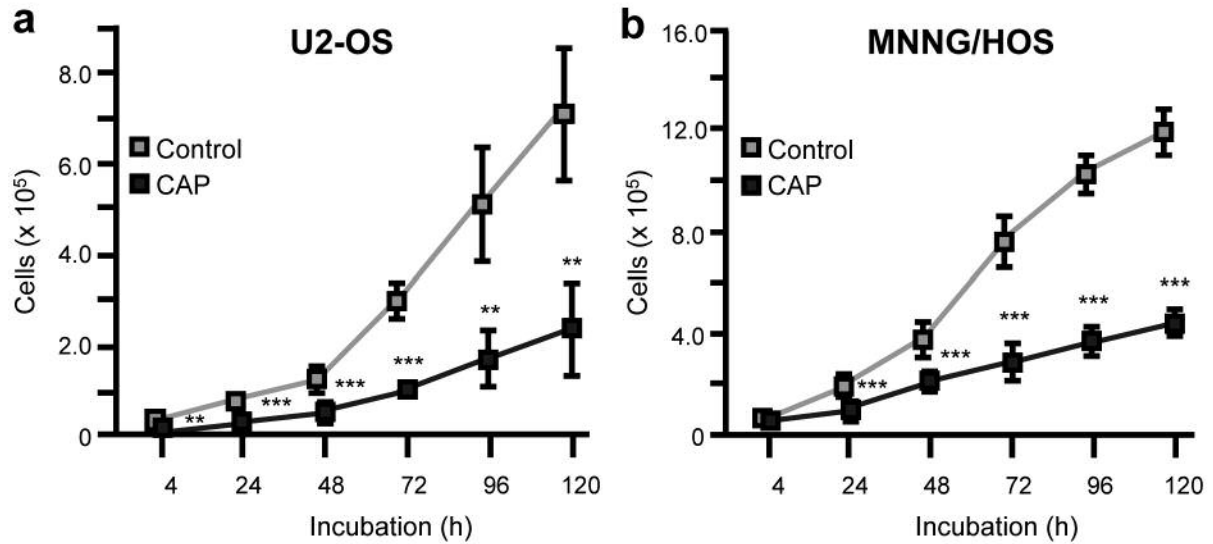 a
U2-OS
8.0
6.0
4.0
2.0
0
Cells (x 10⁵)
Control
CAP
**
***
***
***
**
**
4 24 48 72 96 120
Incubation (h)
b
MNNG/HOS
16.0
12.0
8.0
4.0
0
Cells (x 10⁵)
Control
CAP
***
***
***
***
***
4 24 48 72 96 120
Incubation (h)